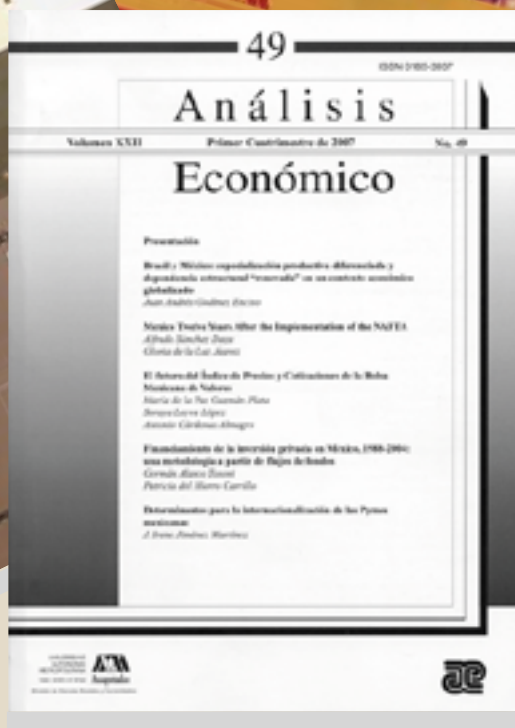 49
Análisis
Volumen XXII Primer Cuatrimestre de 2007 No. 49
Económico
Presentación
Brasil y México: especialización productiva diferenciada y
dependencia estructural "renovada" en un contexto económico
globalizado
Juan Andrés Godínez Enciso
Mexico Twelve Years After the Implementation of the NAFTA
Alfredo Sánchez Daza
Gloria de la Luz Juárez
El futuro del Índice de Precios y Cotizaciones de la Bolsa
Mexicana de Valores
María de la Paz Guzmán Plata
Soraya Leyva López
Antonio Cárdenas Almagro
Financiamiento de la inversión privada en México, 1988-2004:
una metodología a partir de flujos de fondos
Germán Alarco Tosoni
Patricia del Hierro Carrillo
Determinantes para la internacionalización de las Pymes
mexicanas
J. Irene Jiménez Martínez
Azcapotzalco